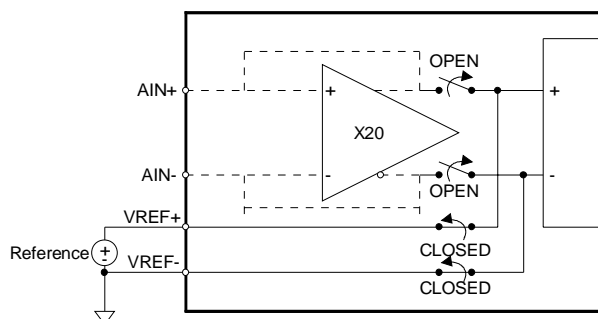 OPEN
AIN+
+
+
X20
AIN-
-
-
OPEN
VREF+
CLOSED
Reference
+
-
VREF-
CLOSED